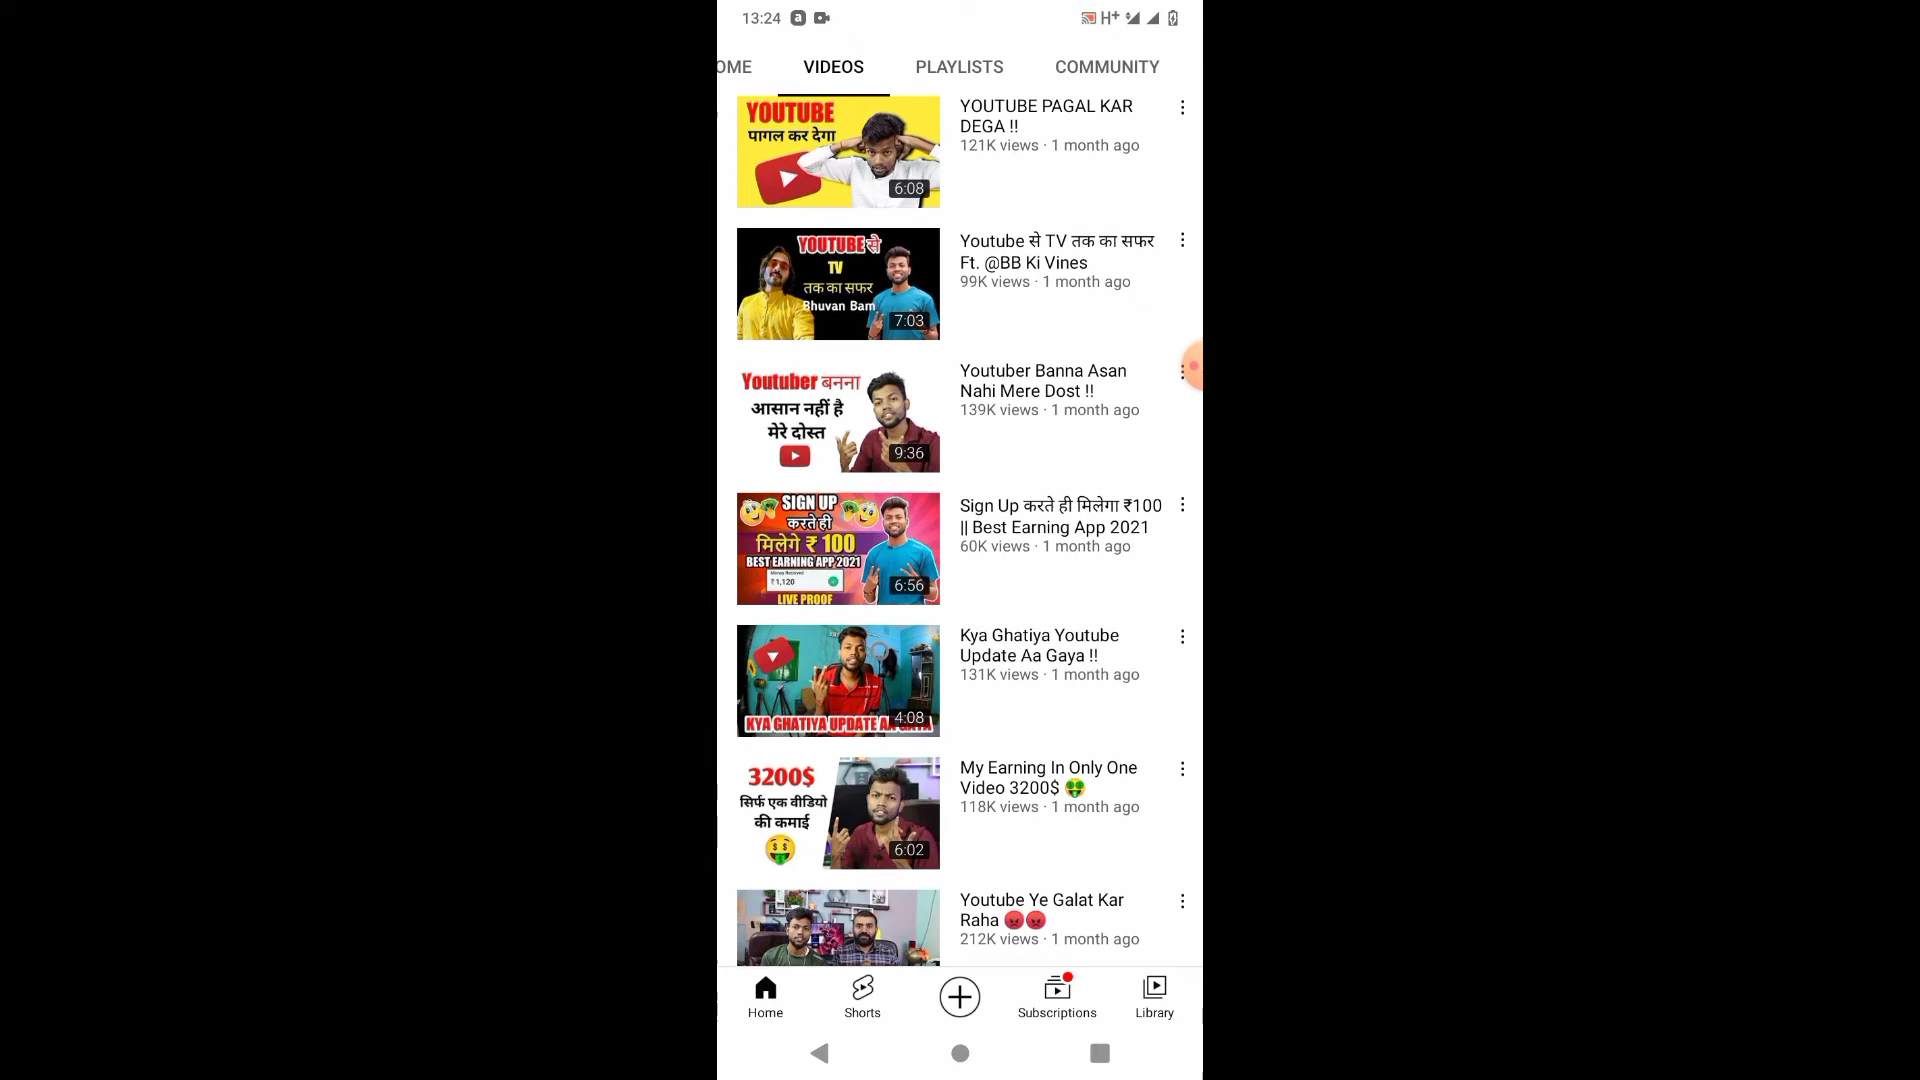 13:24
H+
OME VIDEOS PLAYLISTS COMMUNITY
YOUTUBE
पागल कर देगा
6:08
YOUTUBE PAGAL KAR
DEGA !!
121K views · 1 month ago
YOUTUBE से
TV
तक का सफर
Bhuvan Bam
7:03
Youtube से TV तक का सफर
Ft. @BB Ki Vines
99K views · 1 month ago
Youtuber बनना
आसान नहीं है
मेरे दोस्त
9:36
Youtuber Banna Asan
Nahi Mere Dost !!
139K views · 1 month ago
SIGN UP
करते ही
मिलेगे ₹ 100
BEST EARNING APP 2021
Money Received
₹1,120
LIVE PROOF
6:56
Sign Up करते ही मिलेगा ₹100
|| Best Earning App 2021
60K views · 1 month ago
KYA GHATIYA UPDATE AA GAYA
4:08
Kya Ghatiya Youtube
Update Aa Gaya !!
131K views · 1 month ago
3200$
सिर्फ एक वीडियो
की कमाई
6:02
My Earning In Only One
Video 3200$ 🤑
118K views · 1 month ago
Youtube Ye Galat Kar
Raha 😡😡
212K views · 1 month ago
Home Shorts Subscriptions Library